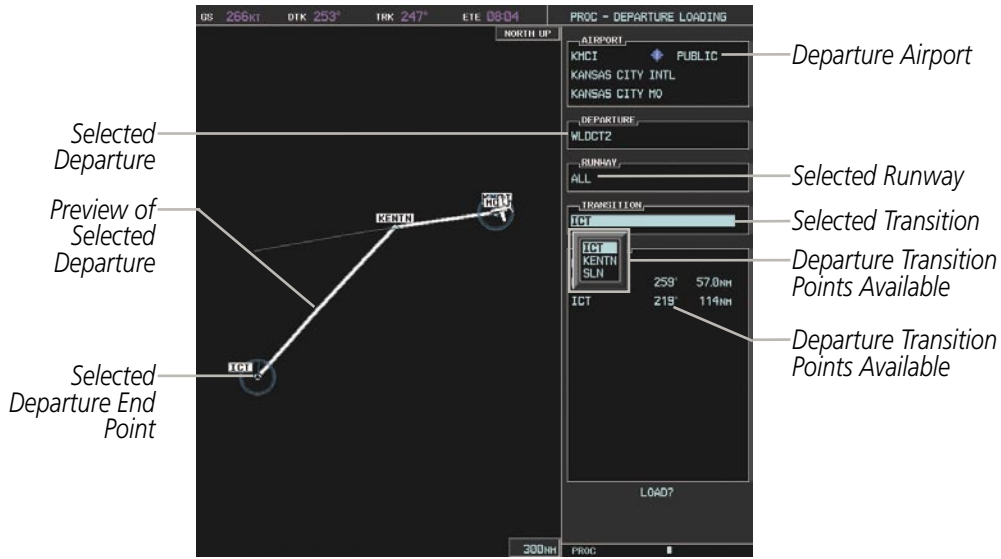 GS 266KT DTK 253° TRK 247° ETE 08:04
PROC – DEPARTURE LOADING
NORTH UP
AIRPORT
KMCI PUBLIC
KANSAS CITY INTL
KANSAS CITY MO
DEPARTURE
WLDCT2
RUNWAY
ALL
TRANSITION
ICT
ICT
KENTN
SLN
259° 57.0NM
ICT 219° 114NM
LOAD?
PROC
KENTN
ICT
300NM
Selected
Departure
Preview of
Selected
Departure
Selected
Departure End
Point
Departure Airport
Selected Runway
Selected Transition
Departure Transition
Points Available
Departure Transition
Points Available